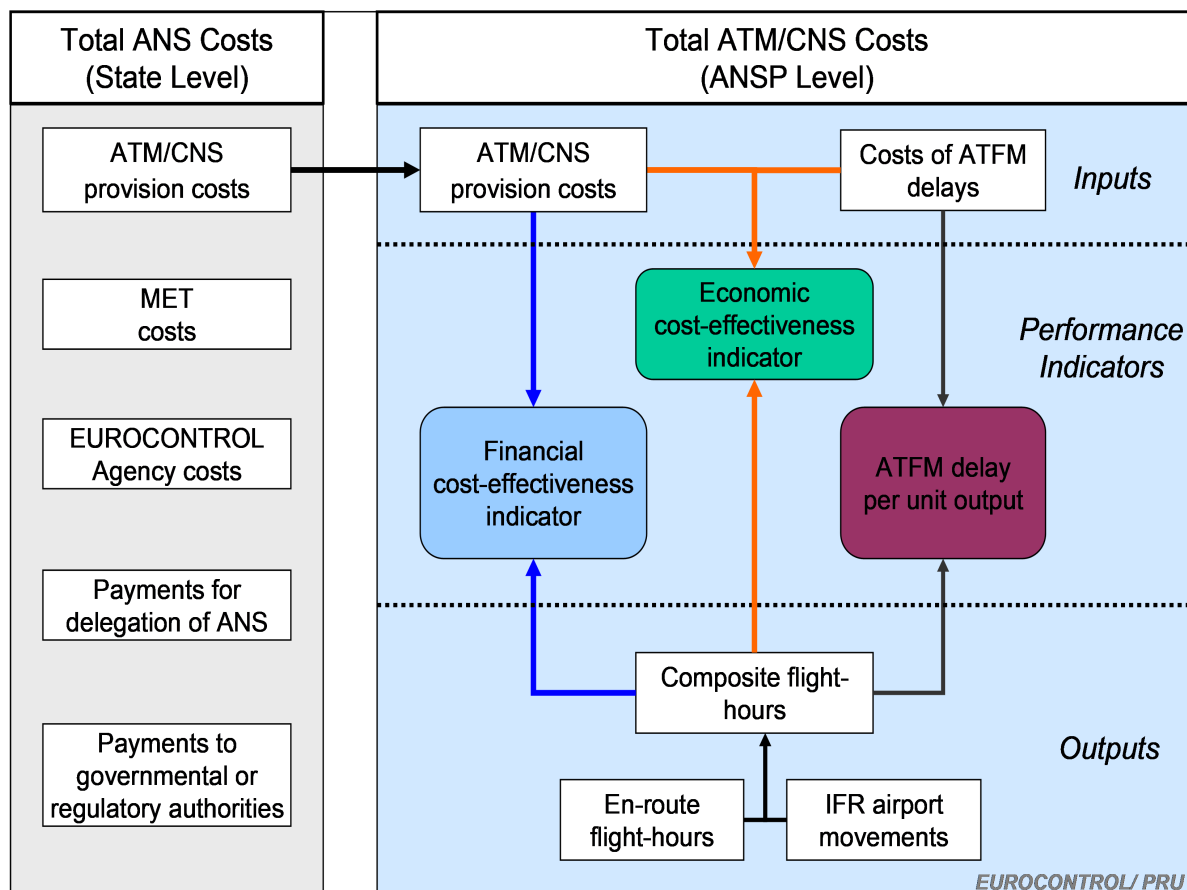 Total ANS Costs
(State Level)
ATM/CNS
provision costs
MET
costs
EUROCONTROL
Agency costs
Payments for
delegation of ANS
Payments to
governmental or
regulatory authorities
Total ATM/CNS Costs
(ANSP Level)
ATM/CNS
provision costs
Costs of ATFM
delays
Inputs
Economic
cost-effectiveness
indicator
Performance
Indicators
Financial
cost-effectiveness
indicator
ATFM delay
per unit output
Composite flight-
hours
Outputs
En-route
flight-hours
IFR airport
movements
EUROCONTROL/ PRU